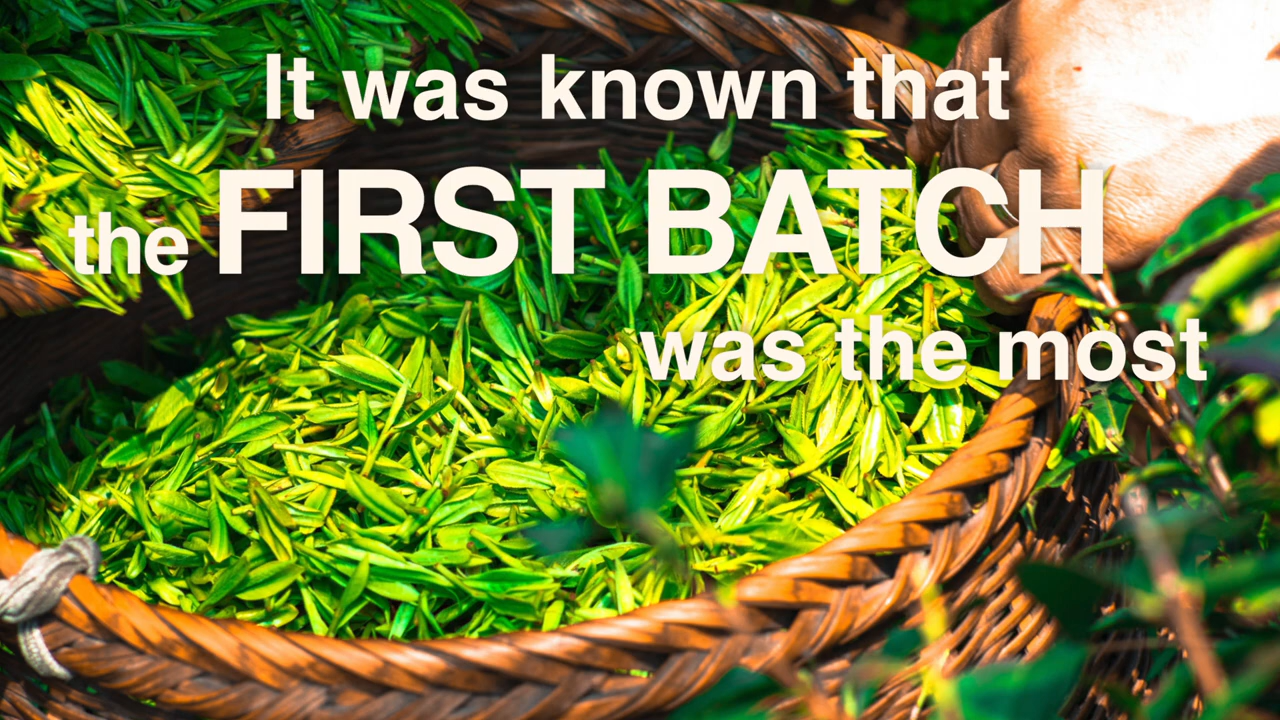 It was known that
the FIRST BATCH
was the most